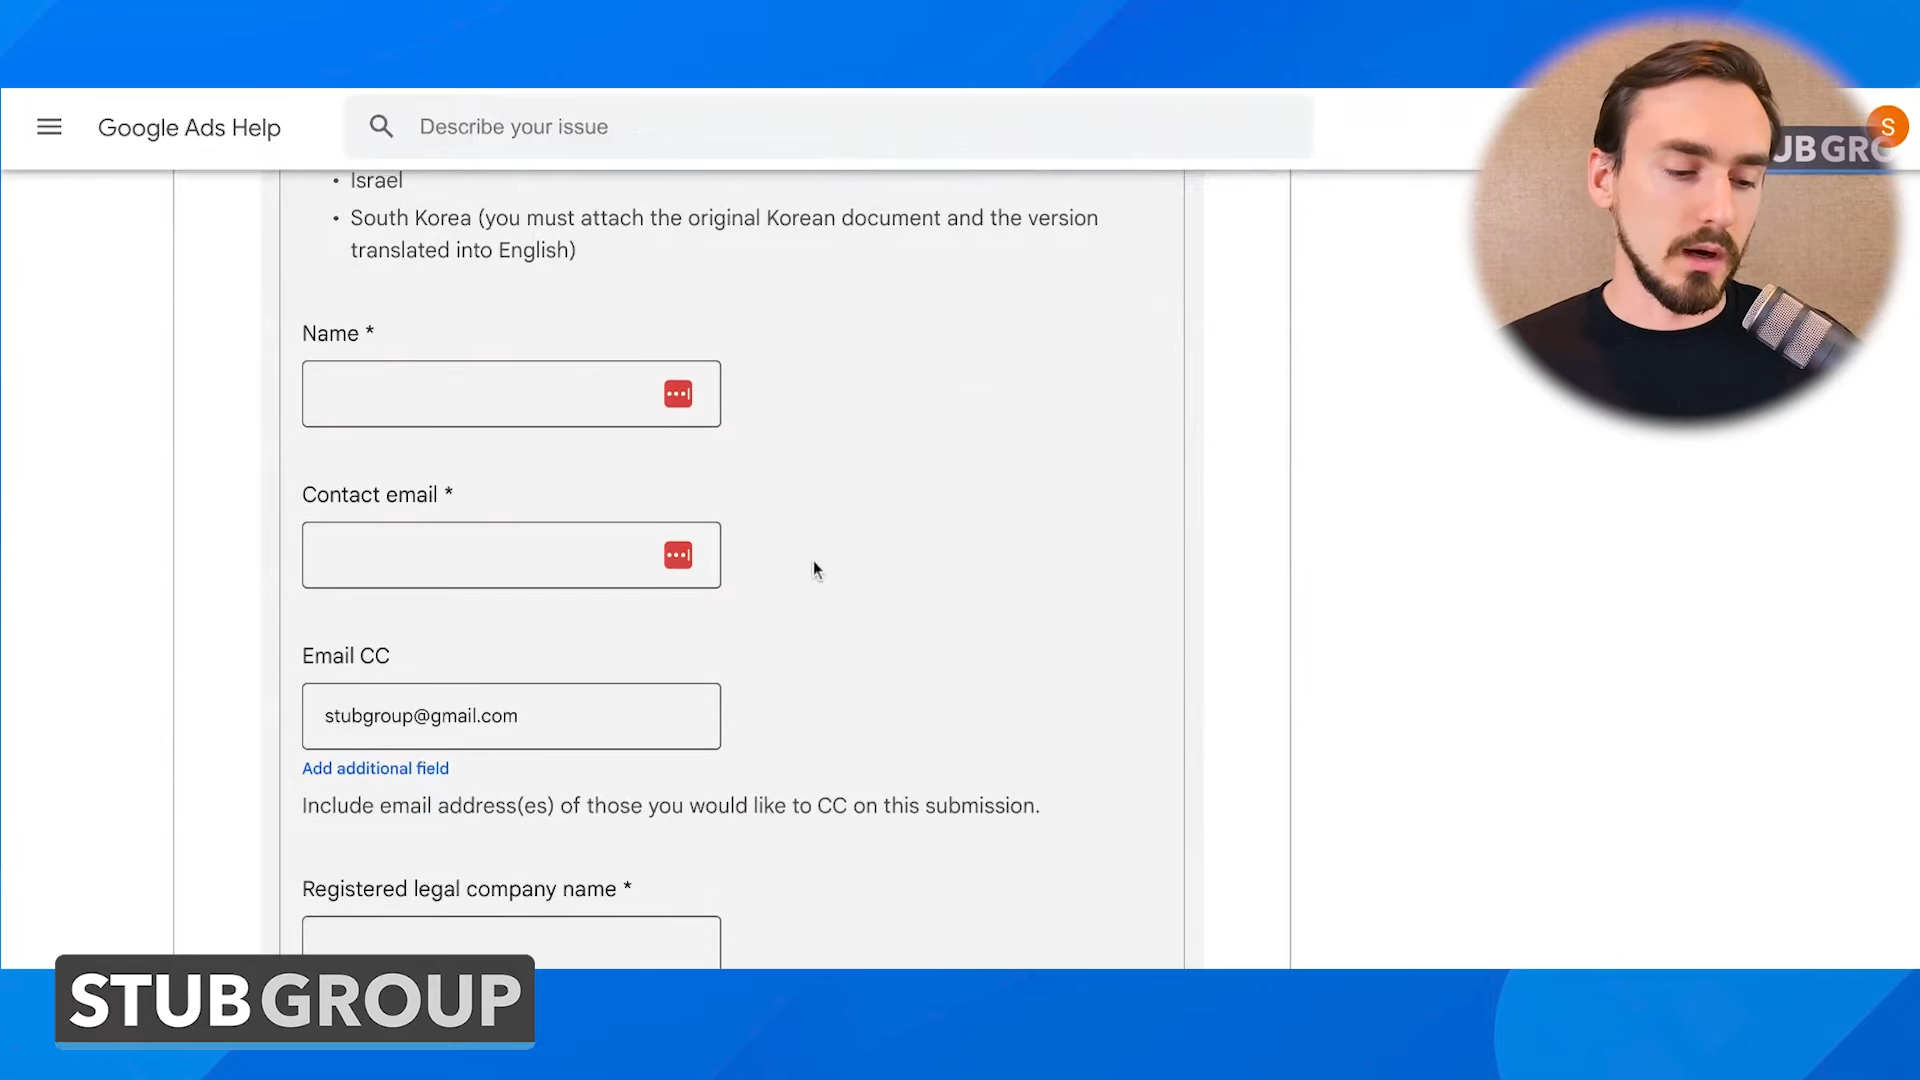 Google Ads Help
Describe your issue
S
UB GRO
• Israel
• South Korea (you must attach the original Korean document and the version
translated into English)
Name *
Contact email *
Email CC
stubgroup@gmail.com
Add additional field
Include email address(es) of those you would like to CC on this submission.
Registered legal company name *
STUBGROUP